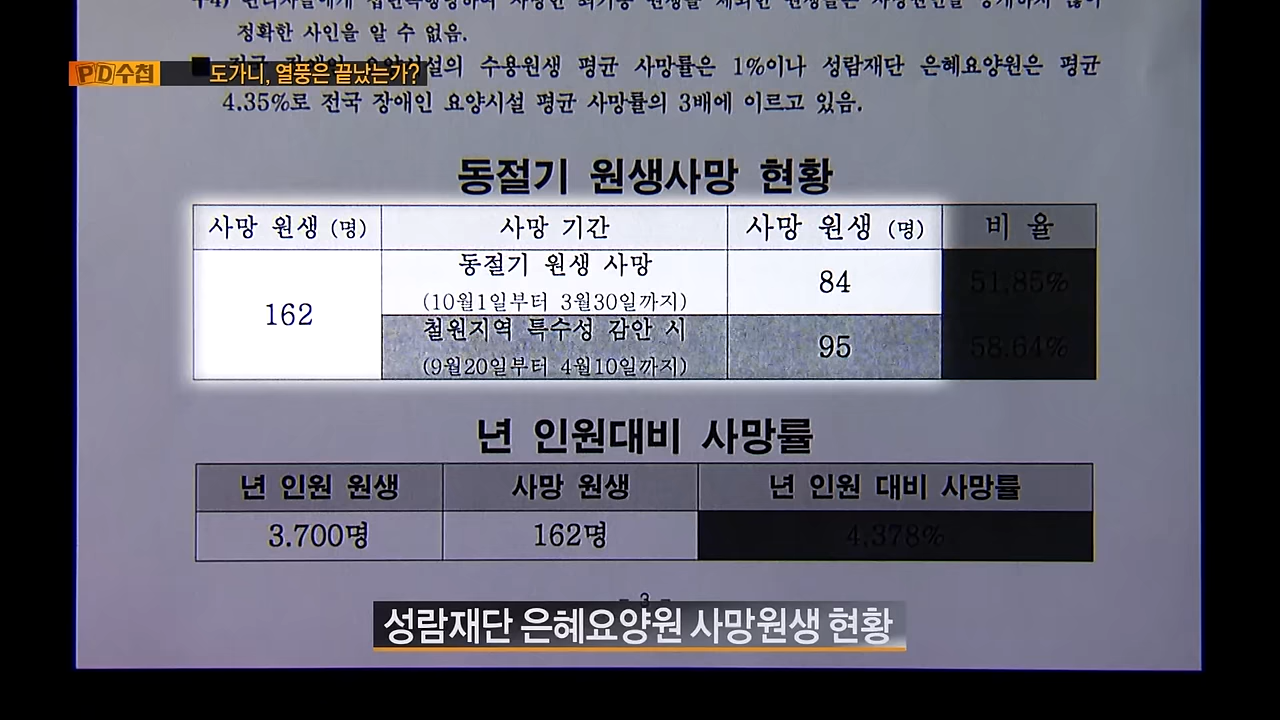 정확한 사인을 알 수 없음.
PD수첩
도가니, 열풍은 끝났는가?
설의 수용원생 평균 사망률은 1%이나 성람재단 은혜요양원은 평균
4.35%로 전국 장애인 요양시설 평균 사망률의 3배에 이르고 있음.
동절기 원생사망 현황
사망 원생 (명) 사망 기간 사망 원생 (명) 비 율
162
동절기 원생 사망
(10월1일부터 3월30일까지)
84 51.85%
철원지역 특수성 감안 시
(9월20일부터 4월10일까지)
95 58.64%
년 인원대비 사망률
년 인원 원생 사망 원생 년 인원 대비 사망률
3.700명 162명 4.378%
- 3 -
성람재단 은혜요양원 사망원생 현황